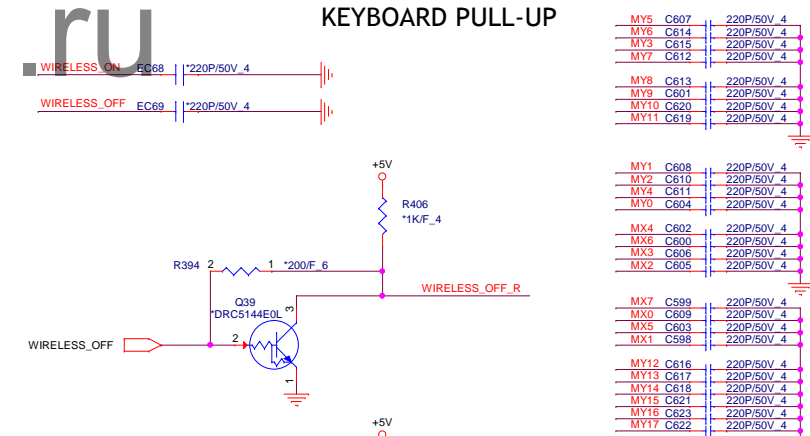 .ru
KEYBOARD PULL-UP
WIRELESS_ON EC68 *220P/50V_4
WIRELESS_OFF EC69 *220P/50V_4
+5V
R406
*1K/F_4
R394 2 1 *200/F_6
WIRELESS_OFF_R
Q39
*DRC5144E0L
3
WIRELESS_OFF 2
1
+5V
MY5 C607 220P/50V_4
MY6 C614 220P/50V_4
MY3 C615 220P/50V_4
MY7 C612 220P/50V_4
MY8 C613 220P/50V_4
MY9 C601 220P/50V_4
MY10 C620 220P/50V_4
MY11 C619 220P/50V_4
MY1 C608 220P/50V_4
MY2 C610 220P/50V_4
MY4 C611 220P/50V_4
MY0 C604 220P/50V_4
MX4 C602 220P/50V_4
MX6 C600 220P/50V_4
MX3 C606 220P/50V_4
MX2 C605 220P/50V_4
MX7 C599 220P/50V_4
MX0 C609 220P/50V_4
MX5 C603 220P/50V_4
MX1 C598 220P/50V_4
MY12 C616 220P/50V_4
MY13 C617 220P/50V_4
MY14 C618 220P/50V_4
MY15 C621 220P/50V_4
MY16 C623 220P/50V_4
MY17 C622 220P/50V_4